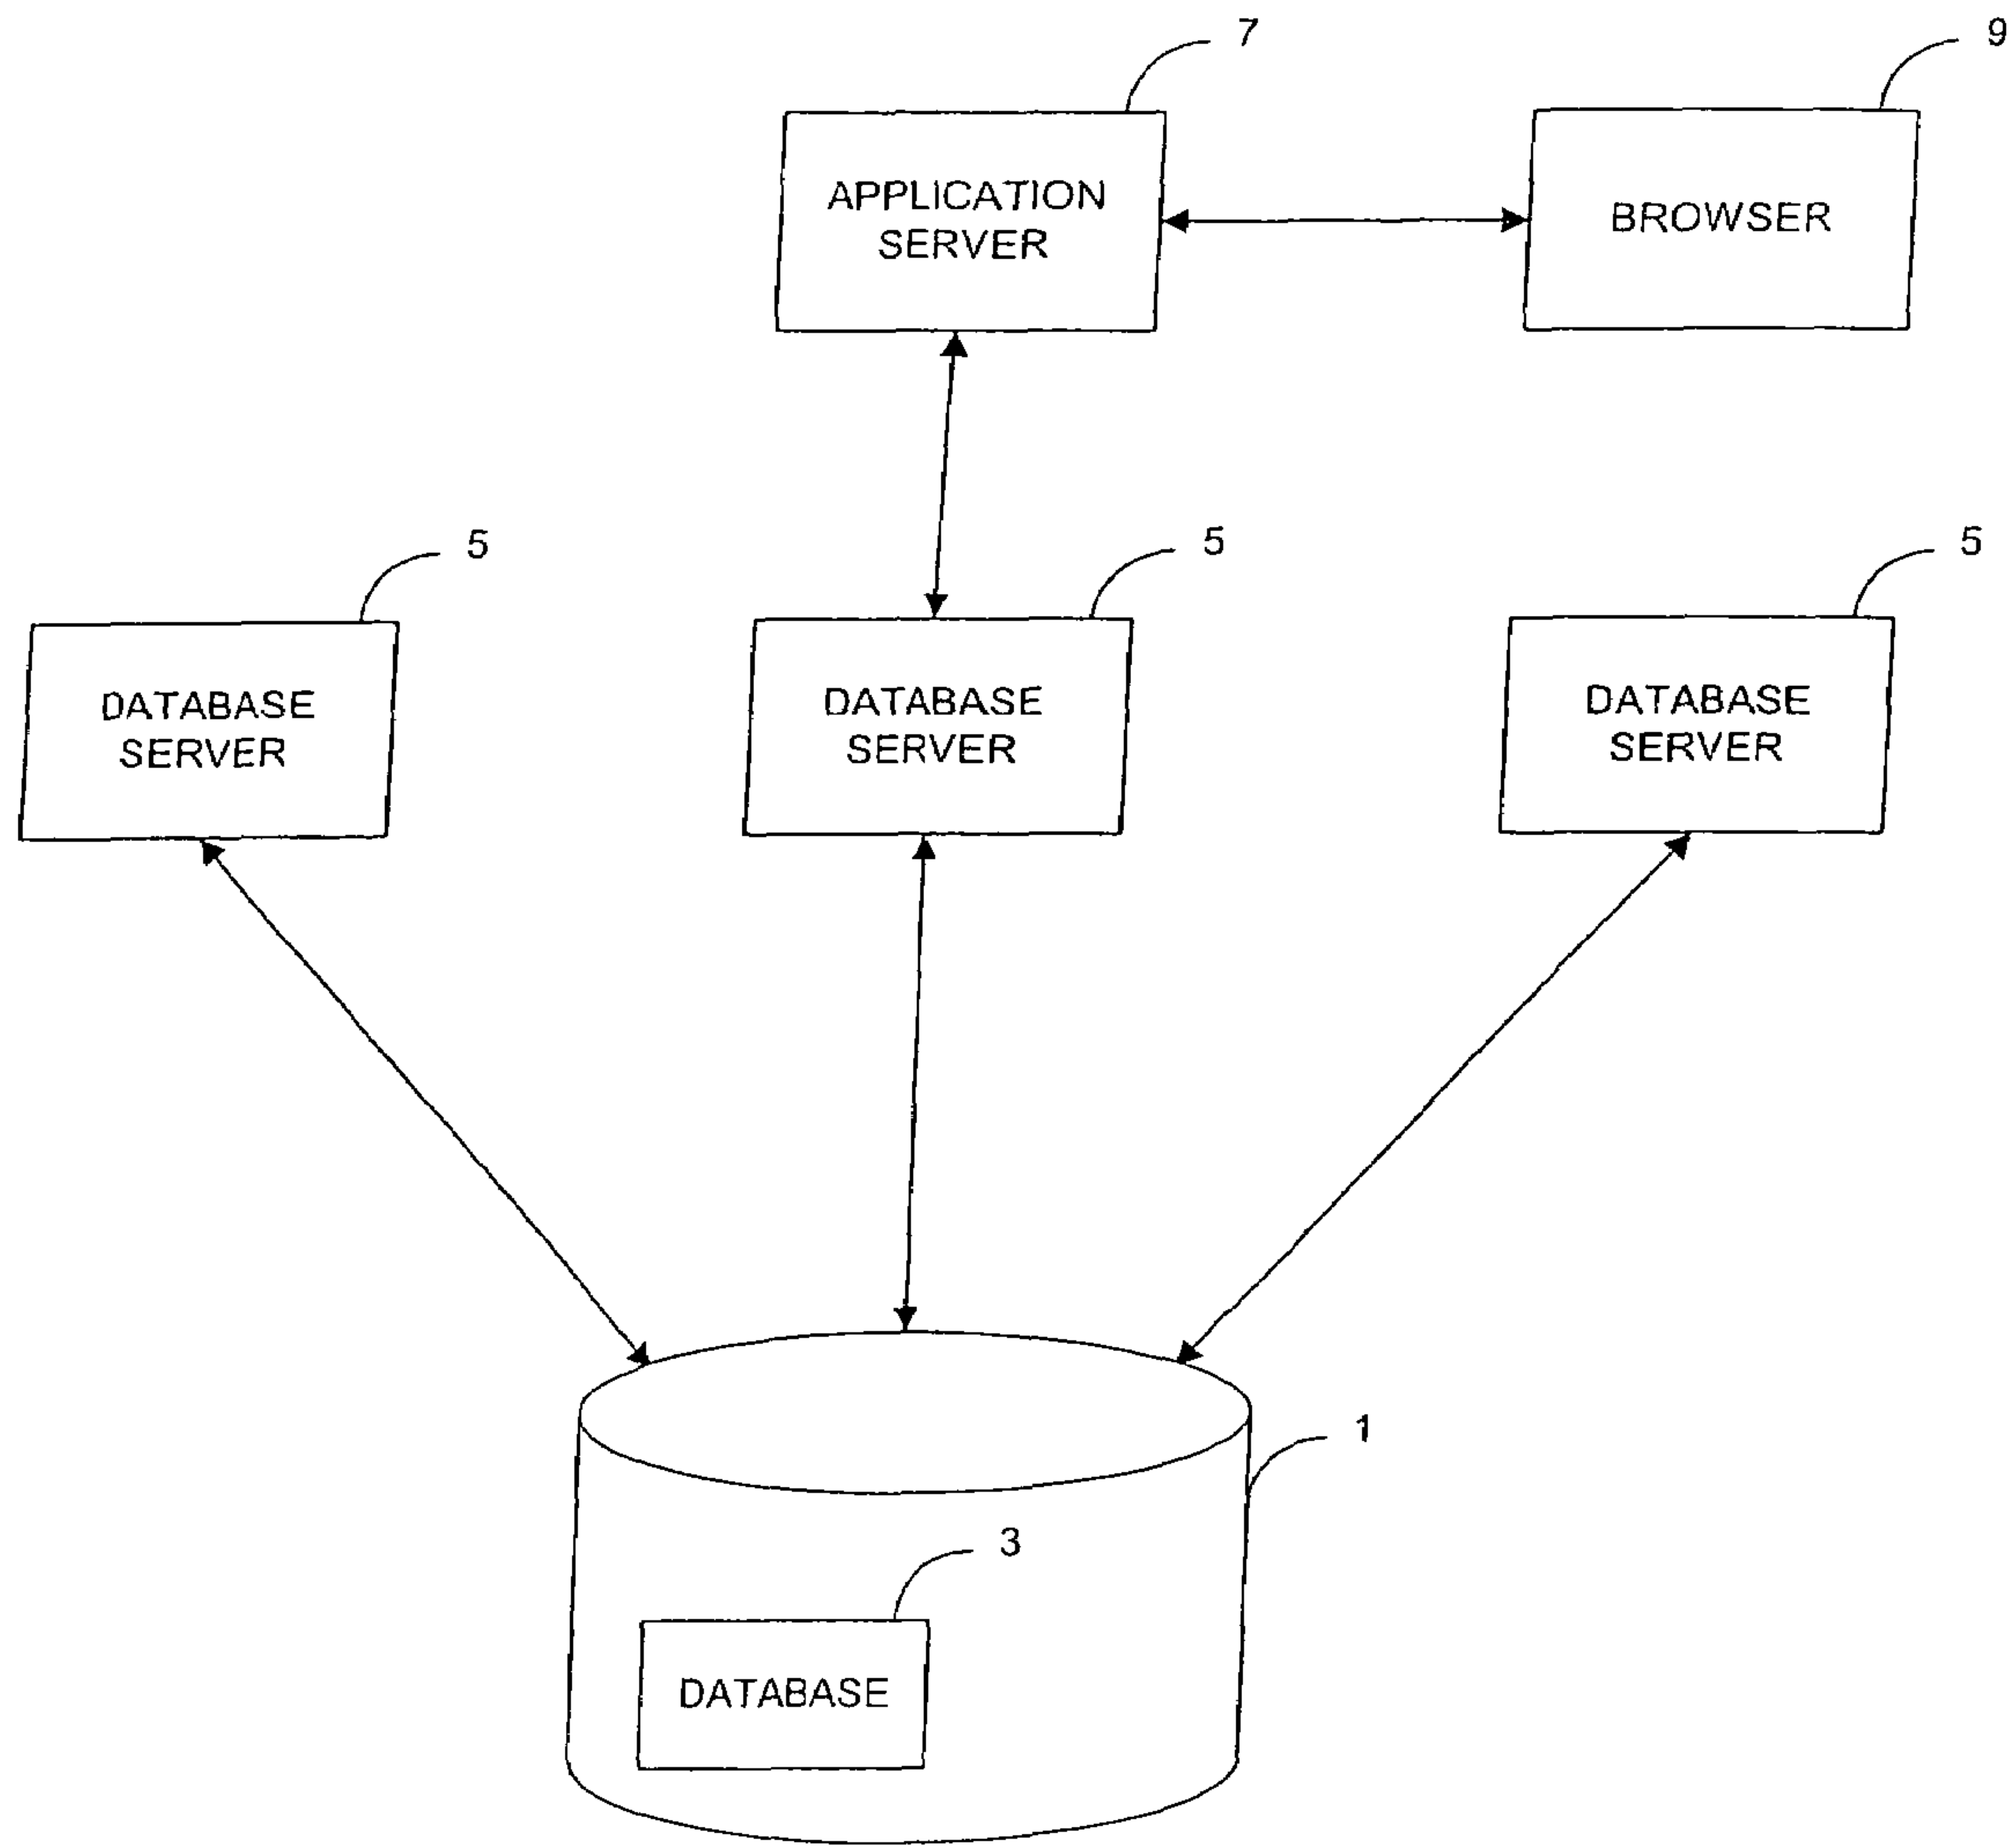 7
9
APPLICATION
SERVER
BROWSER
5
5
5
DATABASE
SERVER
DATABASE
SERVER
DATABASE
SERVER
1
3
DATABASE